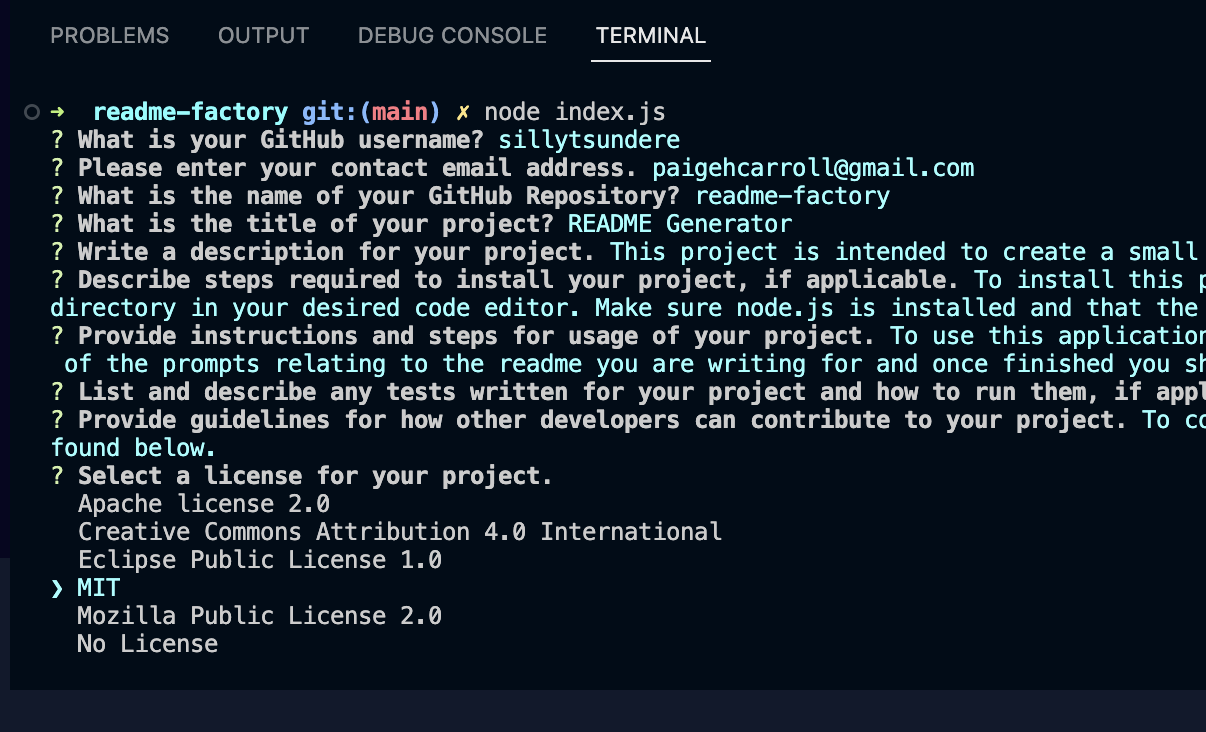 PROBLEMS OUTPUT DEBUG CONSOLE TERMINAL
➜ readme-factory git:(main) ✗ node index.js
? What is your GitHub username? sillytsundere
? Please enter your contact email address. paigehcarroll@gmail.com
? What is the name of your GitHub Repository? readme-factory
? What is the title of your project? README Generator
? Write a description for your project. This project is intended to create a small
? Describe steps required to install your project, if applicable. To install this
directory in your desired code editor. Make sure node.js is installed and that the
? Provide instructions and steps for usage of your project. To use this application
of the prompts relating to the readme you are writing for and once finished you
? List and describe any tests written for your project and how to run them, if
? Provide guidelines for how other developers can contribute to your project. To
found below.
? Select a license for your project.
Apache license 2.0
Creative Commons Attribution 4.0 International
Eclipse Public License 1.0
❯ MIT
Mozilla Public License 2.0
No License